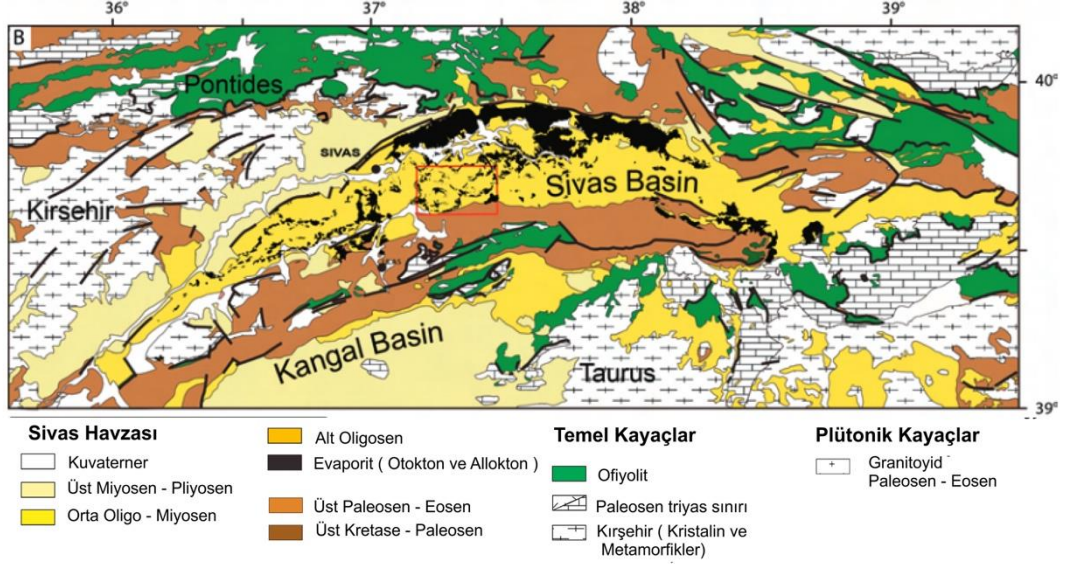 36° 37° 38° 39°
B
Pontides
40°
SIVAS
Sivas Basin
Kirsehir
Kangal Basin
Taurus
39°
Sivas Havzası
Kuvaterner
Üst Miyosen - Pliyosen
Orta Oligo - Miyosen
Alt Oligosen
Evaporit ( Otokton ve Allokton )
Üst Paleosen - Eosen
Üst Kretase - Paleosen
Temel Kayaçlar
Ofiyolit
Paleosen triyas sınırı
Kırşehir ( Kristalin ve
Metamorfikler)
Plütonik Kayaçlar
Granitoyid
Paleosen - Eosen